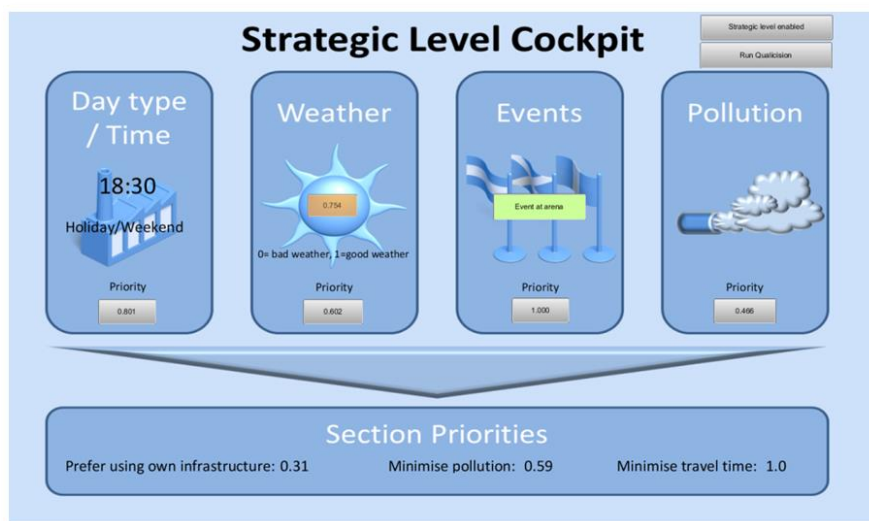 Strategic Level Cockpit
Strategic level enabled
Run Qualicision
Day type
/ Time
18:30
Holiday/Weekend
Priority
0.801
Weather
0.754
0= bad weather, 1=good weather
Priority
0.602
Events
Event at arena
Priority
1.000
Pollution
Priority
0.466
Section Priorities
Prefer using own infrastructure: 0.31
Minimise pollution: 0.59
Minimise travel time: 1.0